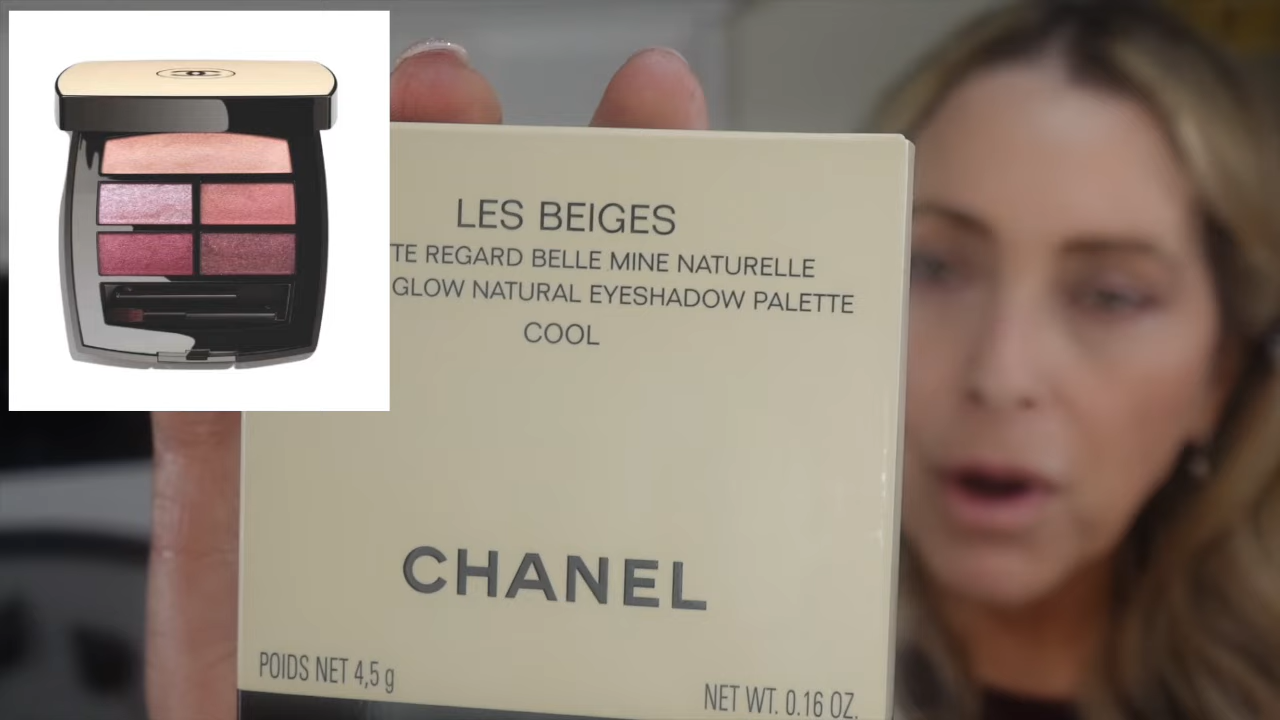 LES BEIGES
TE REGARD BELLE MINE NATURELLE
GLOW NATURAL EYESHADOW PALETTE
COOL
CHANEL
POIDS NET 4,5 g
NET WT. 0.16 OZ.